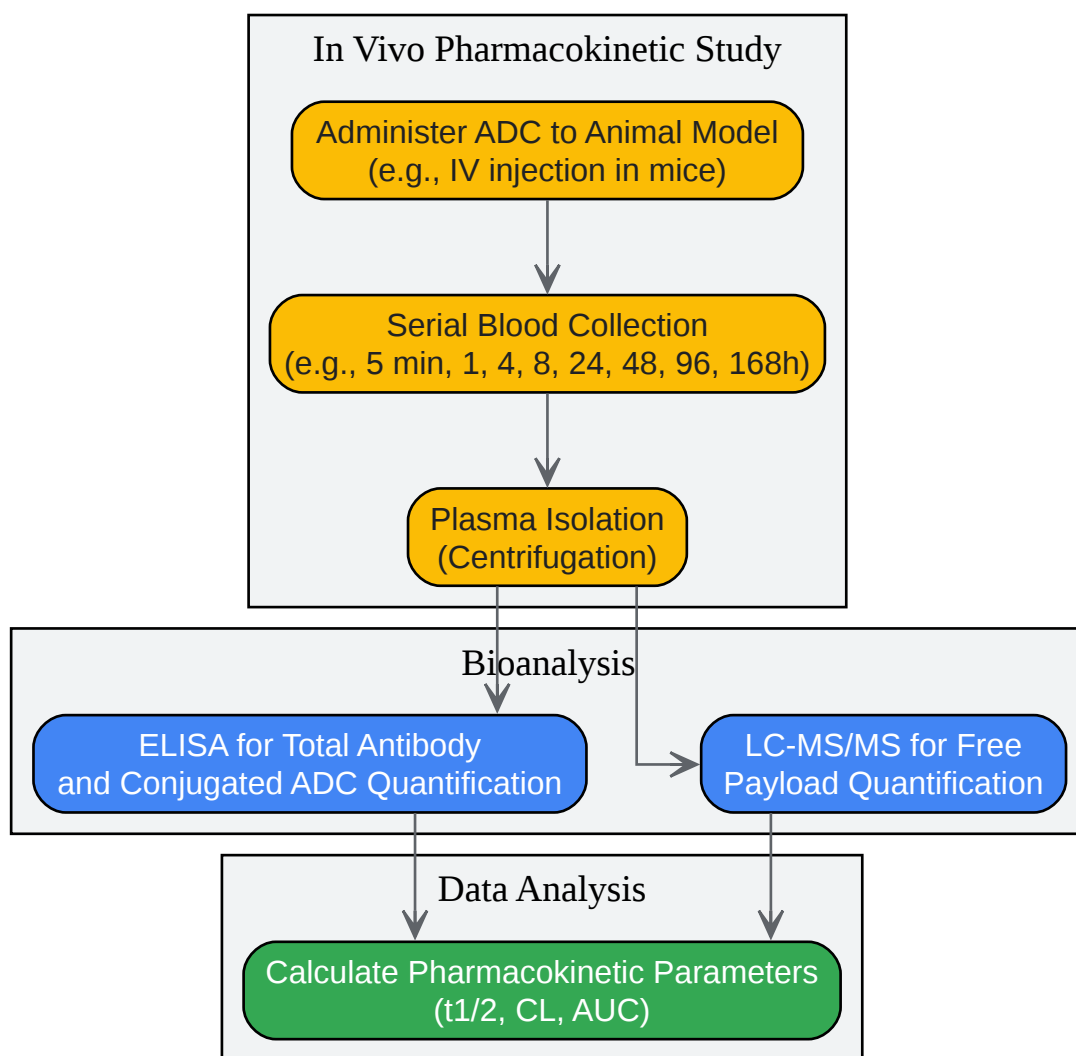 In Vivo Pharmacokinetic Study
Administer ADC to Animal Model
(e.g., IV injection in mice)
Serial Blood Collection
(e.g., 5 min, 1, 4, 8, 24, 48, 96, 168h)
Plasma Isolation
(Centrifugation)
Bioanalysis
ELISA for Total Antibody
and Conjugated ADC Quantification
LC-MS/MS for Free
Payload Quantification
Data Analysis
Calculate Pharmacokinetic Parameters
(t1/2, CL, AUC)